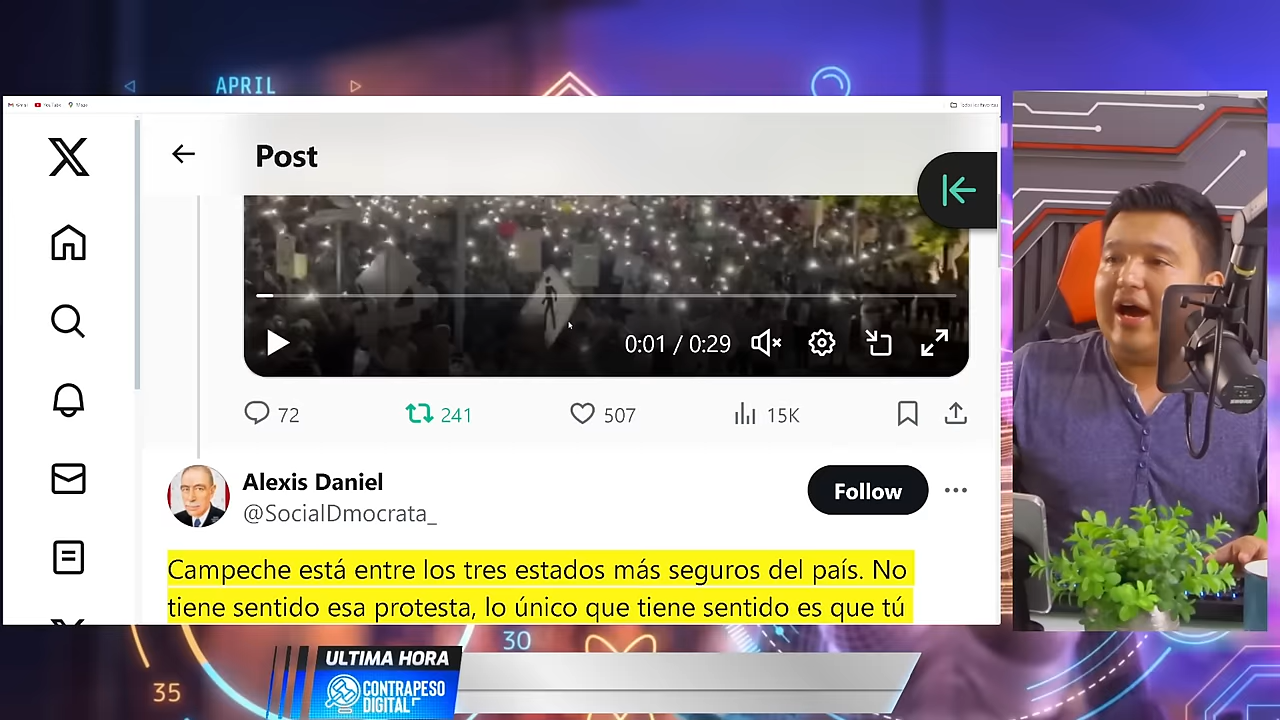 APRIL
Post
0:01 / 0:29
72
241
507
15K
Alexis Daniel
@SocialDmocrata_
Follow
Campeche está entre los tres estados más seguros del país. No
tiene sentido esa protesta, lo único que tiene sentido es que tú
30
35
ULTIMA HORA
CONTRAPESO
DIGITAL